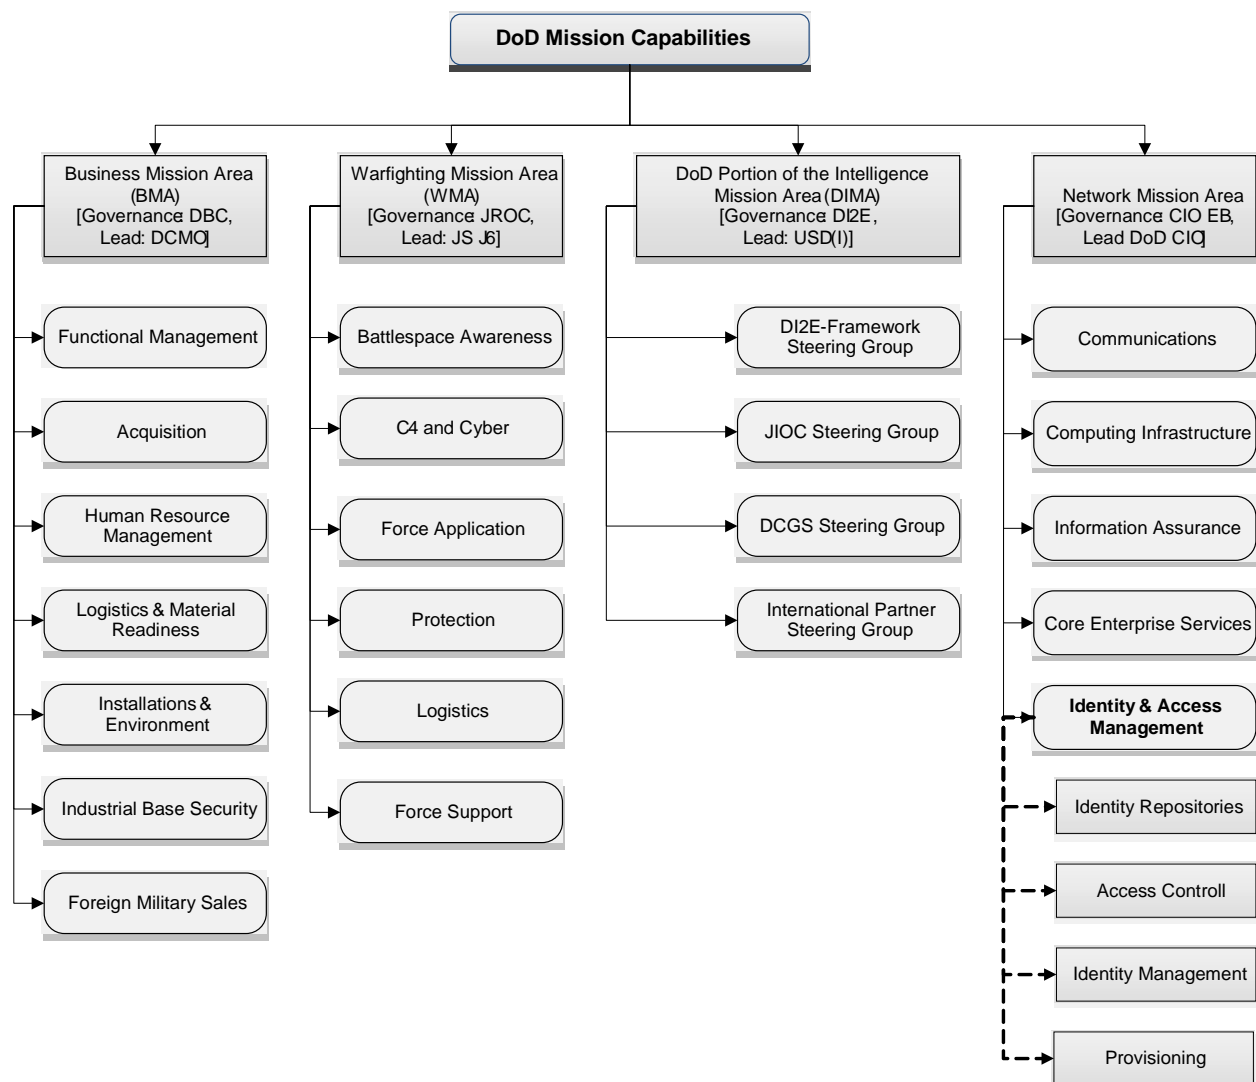 DoD Mission Capabilities
Business Mission Area
(BMA)
[Governance: DBC,
Lead: DCMO]
Warfighting Mission Area
(WMA)
[Governance: JROC,
Lead: JS J6]
DoD Portion of the Intelligence
Mission Area (DIMA)
[Governance: DI2E,
Lead: USD(I)]
Network Mission Area
[Governance: CIO EB,
Lead DoD CIO]
Functional Management
Acquisition
Human Resource
Management
Logistics & Material
Readiness
Installations &
Environment
Industrial Base Security
Foreign Military Sales
Battlespace Awareness
C4 and Cyber
Force Application
Protection
Logistics
Force Support
DI2E-Framework
Steering Group
JIOC Steering Group
DCGS Steering Group
International Partner
Steering Group
Communications
Computing Infrastructure
Information Assurance
Core Enterprise Services
Identity & Access
Management
Identity Repositories
Access Controll
Identity Management
Provisioning